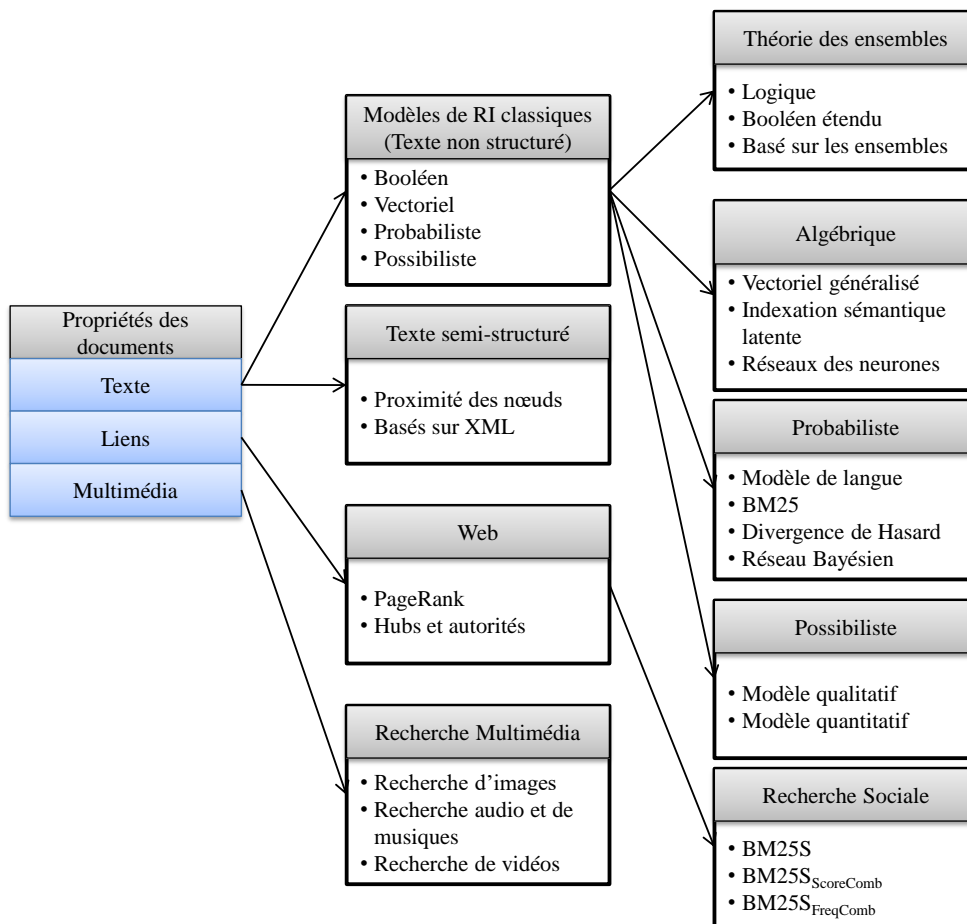 Propriétés des
documents
Texte
Liens
Multimédia
Modèles de RI classiques
(Texte non structuré)
• Booléen
• Vectoriel
• Probabiliste
• Possibiliste
Texte semi-structuré
• Proximité des nœuds
• Basés sur XML
Web
• PageRank
• Hubs et autorités
Recherche Multimédia
• Recherche d'images
• Recherche audio et de
musiques
• Recherche de vidéos
Théorie des ensembles
• Logique
• Booléen étendu
• Basé sur les ensembles
Algébrique
• Vectoriel généralisé
• Indexation sémantique
latente
• Réseaux des neurones
Probabiliste
• Modèle de langue
• BM25
• Divergence de Hasard
• Réseau Bayésien
Possibiliste
• Modèle qualitatif
• Modèle quantitatif
Recherche Sociale
• BM25S
• BM25S ScoreComb
• BM25S FreqComb